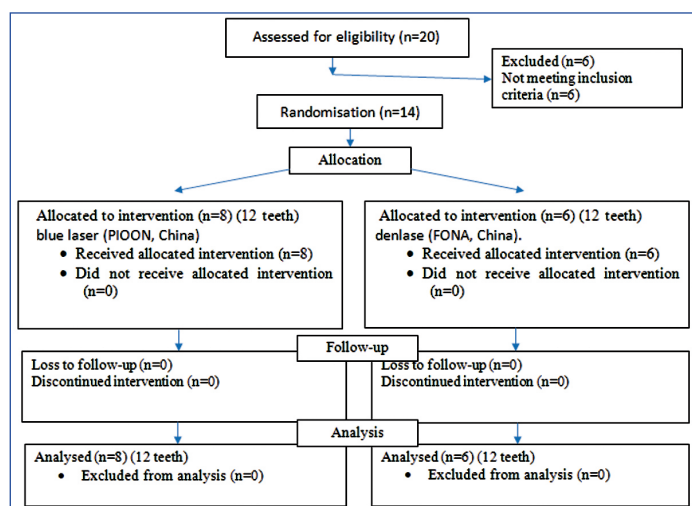 Assessed for eligibility (n=20)
Excluded (n=6)
Not meeting inclusion
criteria (n=6)
Randomisation (n=14)
Allocation
Allocated to intervention (n=8) (12 teeth)
blue laser (PIOON, China)
• Received allocated intervention (n=8)
• Did not receive allocated intervention
(n=0)
Allocated to intervention (n=6) (12 teeth)
denlase (FONA, China).
• Received allocated intervention (n=6)
• Did not receive allocated intervention
(n=0)
Follow-up
Loss to follow-up (n=0)
Discontinued intervention (n=0)
Loss to follow-up (n=0)
Discontinued intervention (n=0)
Analysis
Analysed (n=8) (12 teeth)
• Excluded from analysis (n=0)
Analysed (n=6) (12 teeth)
• Excluded from analysis (n=0)